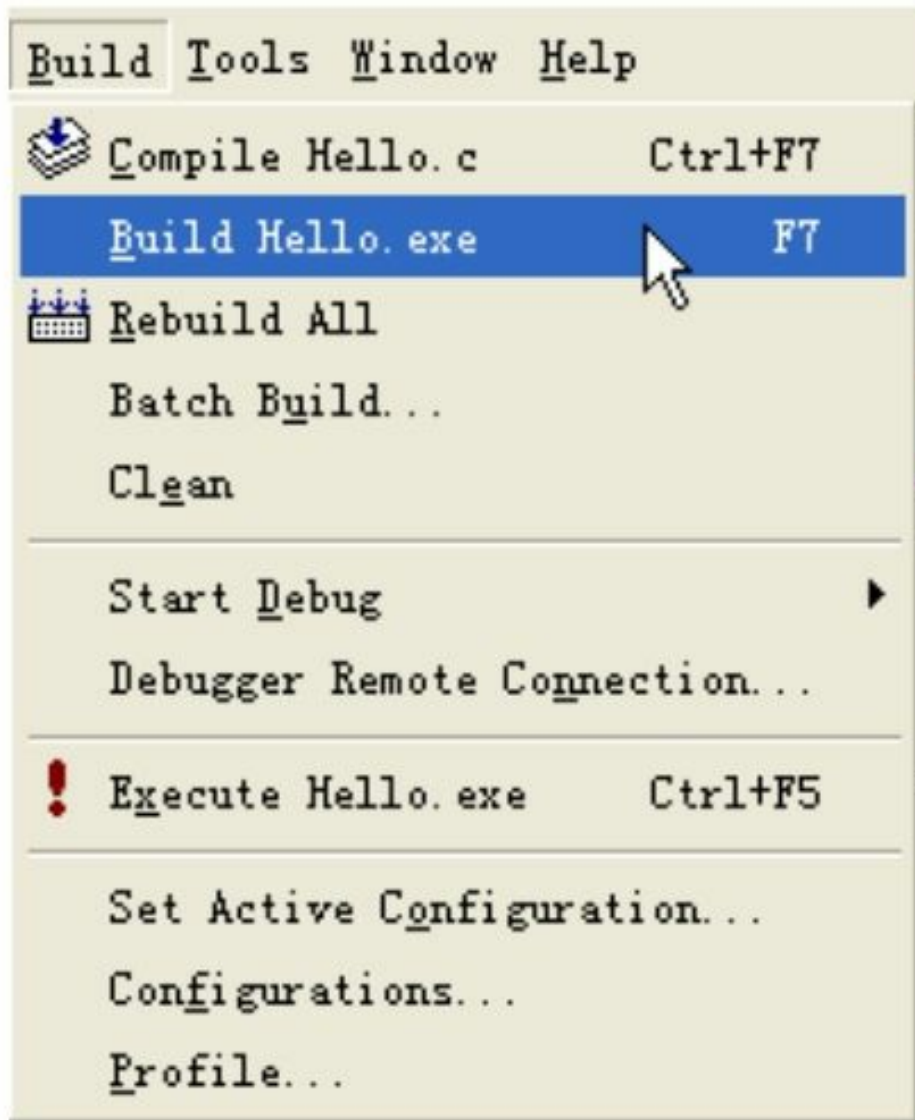 Build Tools Window Help
Compile Hello.c Ctrl+F7
Build Hello.exe F7
Rebuild All
Batch Build...
Clean
Start Debug
Debugger Remote Connection...
Execute Hello.exe Ctrl+F5
Set Active Configuration...
Configurations...
Profile...